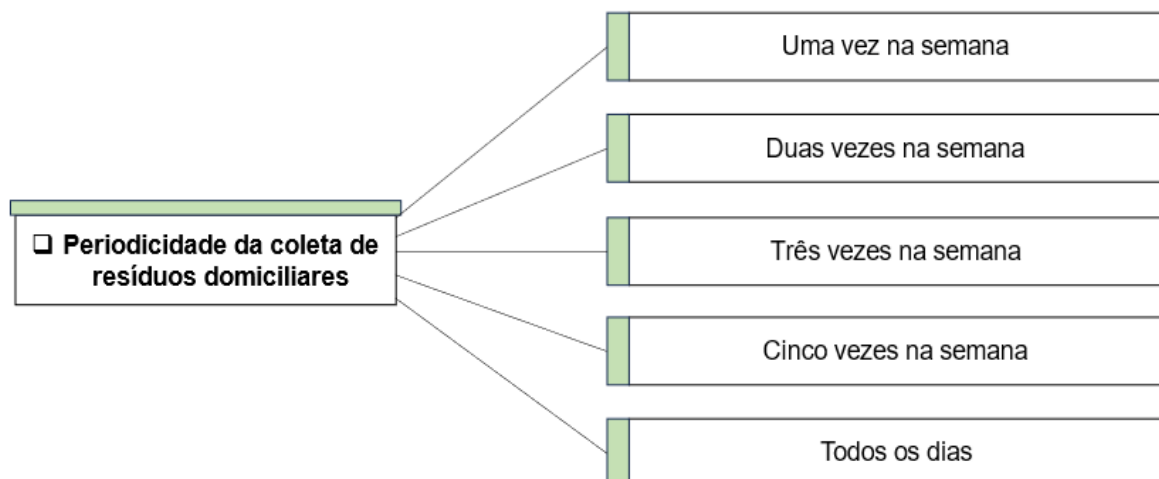 ❑ Periodicidade da coleta de
resíduos domiciliares
Uma vez na semana
Duas vezes na semana
Três vezes na semana
Cinco vezes na semana
Todos os dias